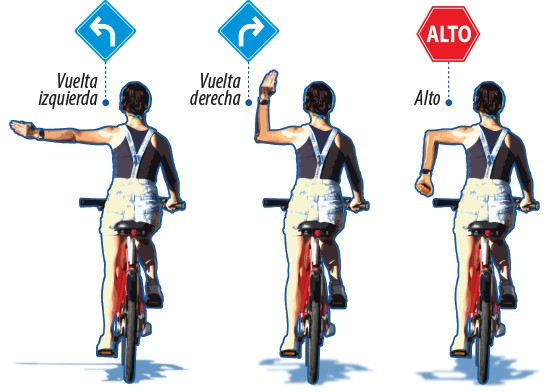 ALTO
Vuelta
izquierda
Vuelta
derecha
Alto